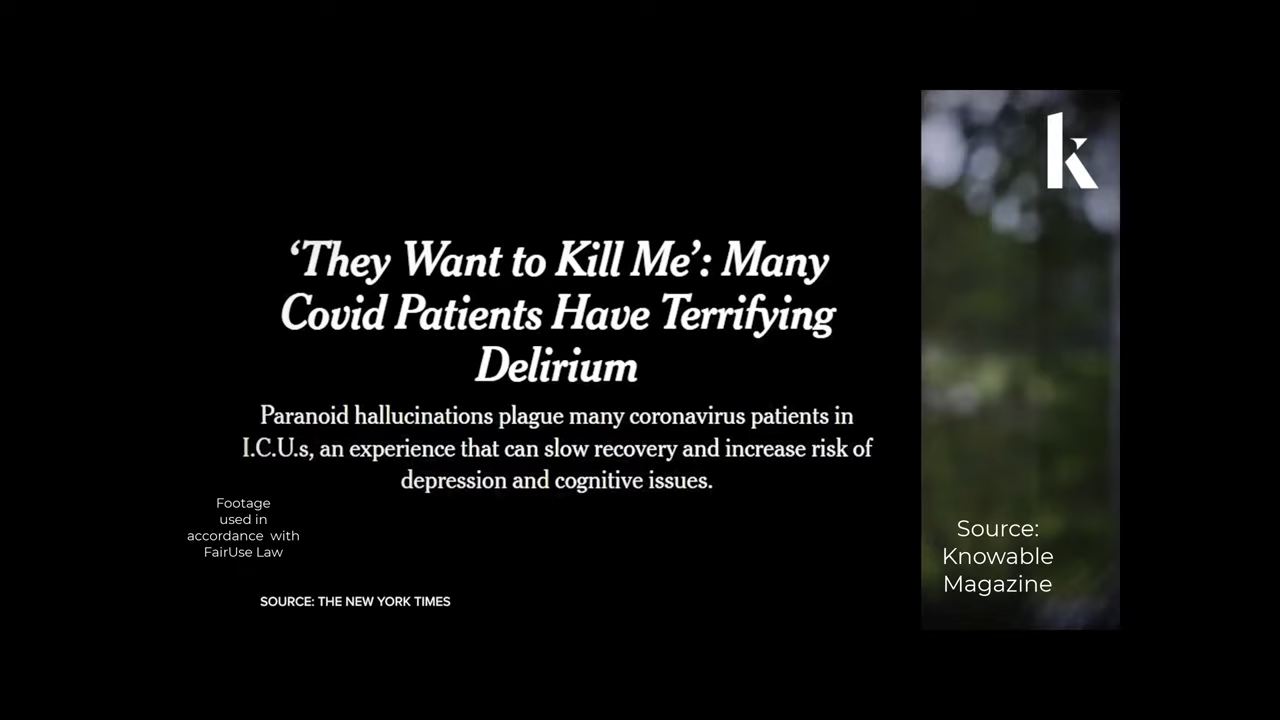 ‘They Want to Kill Me’: Many
Covid Patients Have Terrifying
Delirium
Paranoid hallucinations plague many coronavirus patients in
I.C.U.s, an experience that can slow recovery and increase risk of
depression and cognitive issues.
Footage
used in
accordance with
FairUse Law
SOURCE: THE NEW YORK TIMES
k
Source:
Knowable
Magazine